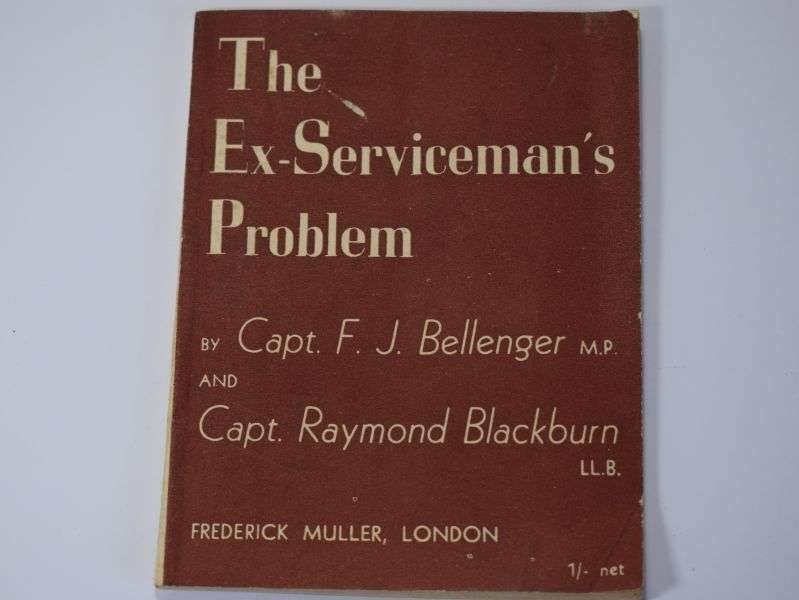 The
Ex-Serviceman's
Problem
BY Capt. F. J. Bellenger M.P.
AND
Capt. Raymond Blackburn
LL.B.
FREDERICK MULLER, LONDON
1/- net